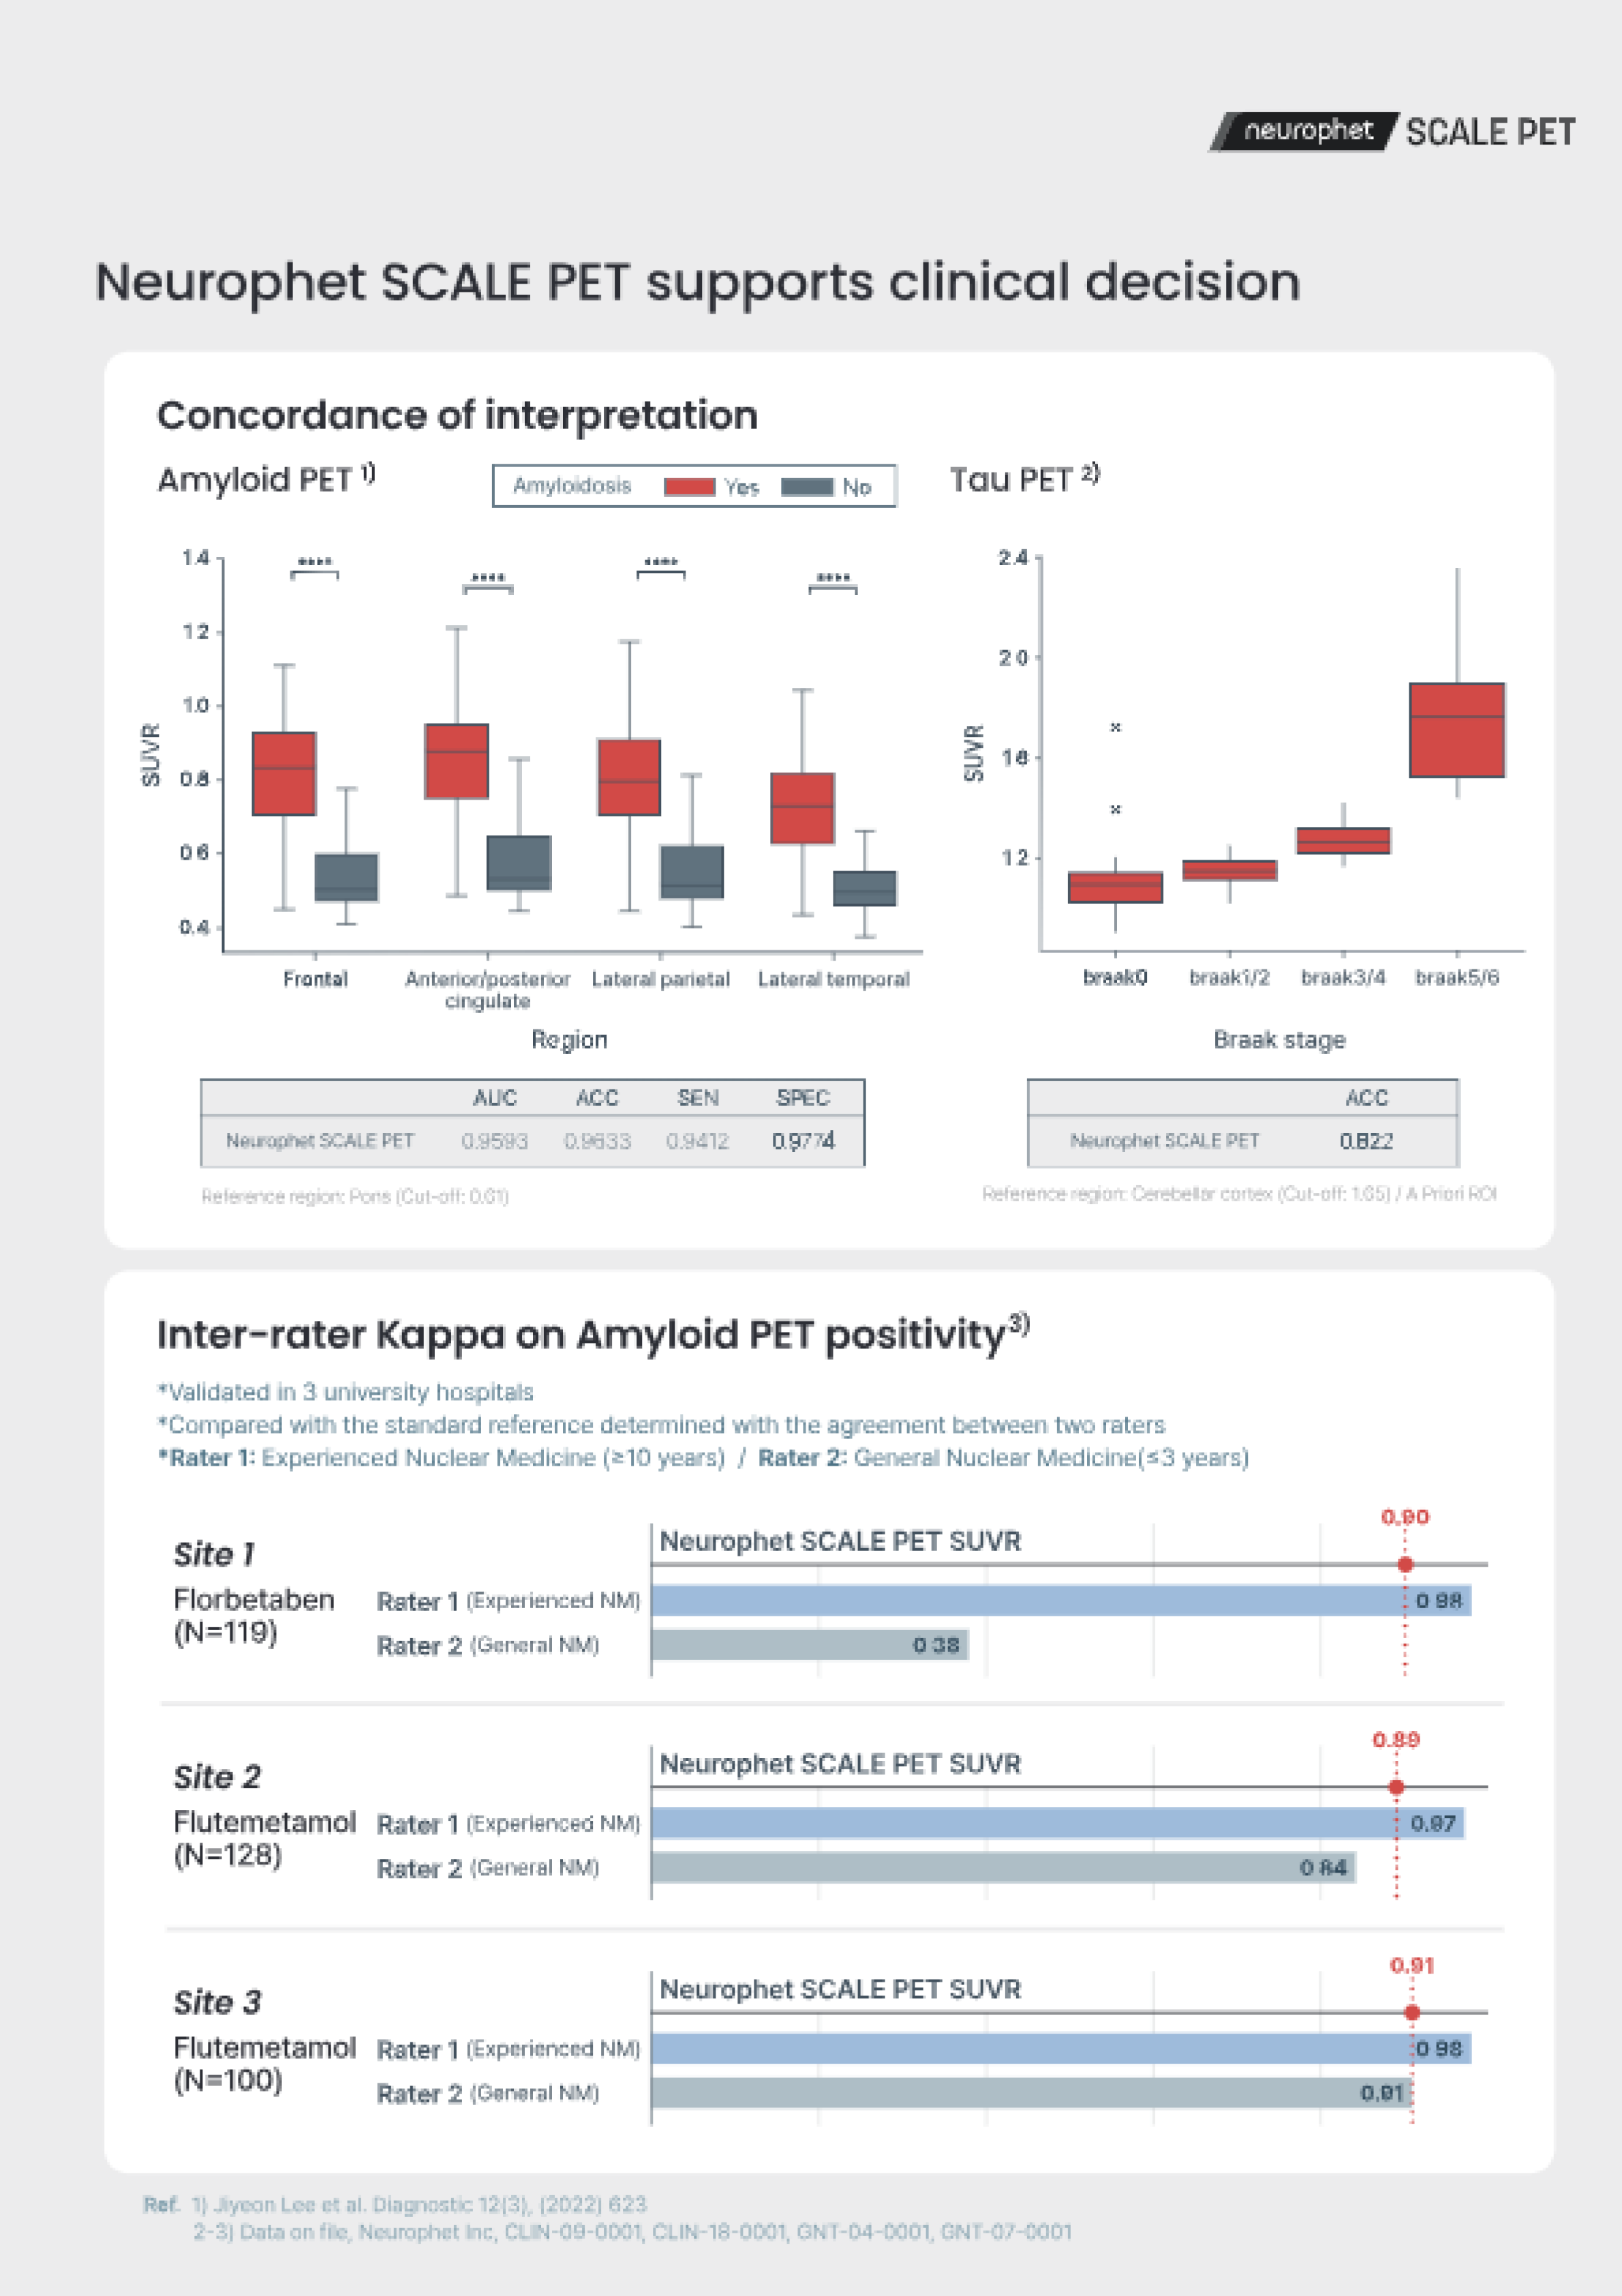 neurophet SCALE PET
Neurophet SCALE PET supports clinical decision
Concordance of interpretation
Amyloid PET 1)
Amyloidosis Yes No
SUVR
1.4
1.2
1.0
0.8
0.6
0.4
**** **** **** ****
Frontal Anterior/posterior cingulate Lateral parietal Lateral temporal
Region
AUC ACC SEN SPEC
Neurophet SCALE PET 0.9593 0.9633 0.9412 0.9774
Reference region: Pons (Cut-off: 0.61)
Tau PET 2)
SUVR
2.4
2.0
1.6
1.2
braak0 braak1/2 braak3/4 braak5/6
Braak stage
ACC
Neurophet SCALE PET 0.822
Reference region: Cerebellar cortex (Cut-off: 1.65) / A Priori ROI
Inter-rater Kappa on Amyloid PET positivity3)
*Validated in 3 university hospitals
*Compared with the standard reference determined with the agreement between two raters
*Rater 1: Experienced Nuclear Medicine (≥10 years) / Rater 2: General Nuclear Medicine(≤3 years)
Site 1
Florbetaben
(N=119)
Neurophet SCALE PET SUVR
0.90
Rater 1 (Experienced NM) 0.98
Rater 2 (General NM) 0.38
Site 2
Flutemetamol
(N=128)
Neurophet SCALE PET SUVR
0.89
Rater 1 (Experienced NM) 0.97
Rater 2 (General NM) 0.84
Site 3
Flutemetamol
(N=100)
Neurophet SCALE PET SUVR
0.91
Rater 1 (Experienced NM) 0.98
Rater 2 (General NM) 0.91
Ref. 1) Jiyeon Lee et al. Diagnostic 12(3), (2022) 623
2-3) Data on file, Neurophet Inc, CLIN-09-0001, CLIN-18-0001, GNT-04-0001, GNT-07-0001